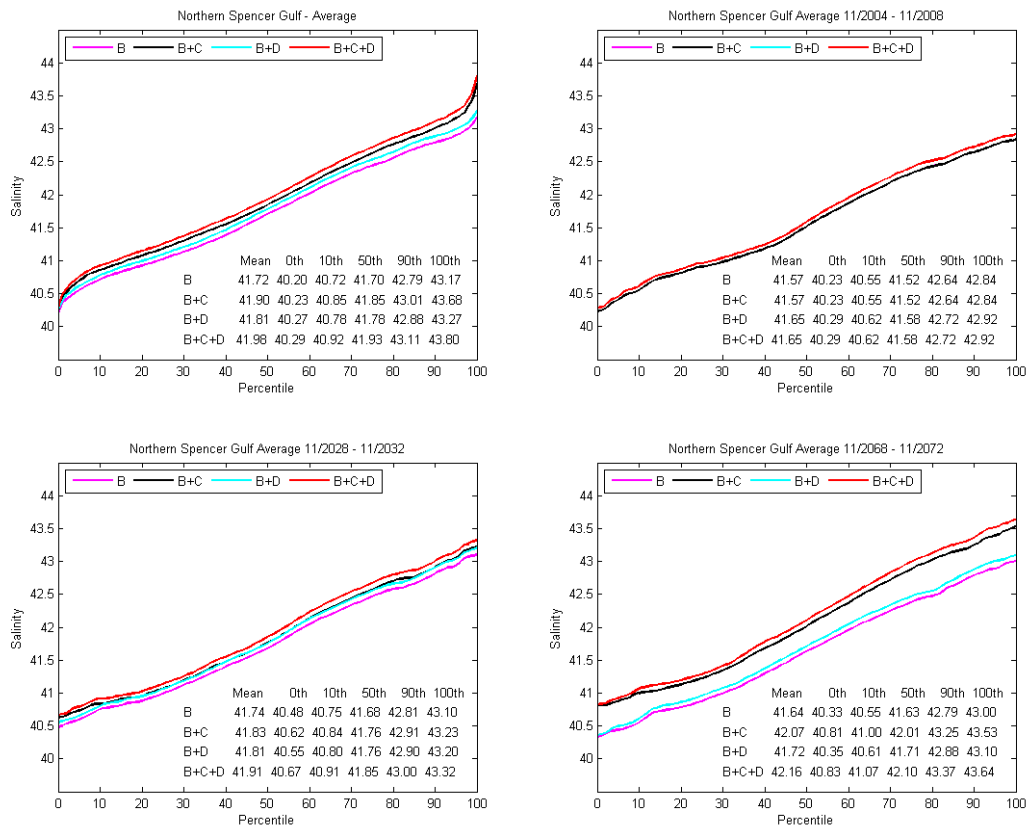 Northern Spencer Gulf - Average
B B+C B+D B+C+D
44
43.5
43
42.5
42
41.5
41
40.5
40
Salinity
Mean 0th 10th 50th 90th 100th
B 41.72 40.20 40.72 41.70 42.79 43.17
B+C 41.90 40.23 40.85 41.85 43.01 43.68
B+D 41.81 40.27 40.78 41.78 42.88 43.27
B+C+D 41.98 40.29 40.92 41.93 43.11 43.80
0 10 20 30 40 50 60 70 80 90 100
Percentile
Northern Spencer Gulf Average 11/2004 - 11/2008
B B+C B+D B+C+D
44
43.5
43
42.5
42
41.5
41
40.5
40
Salinity
Mean 0th 10th 50th 90th 100th
B 41.57 40.23 40.55 41.52 42.64 42.84
B+C 41.57 40.23 40.55 41.52 42.64 42.84
B+D 41.65 40.29 40.62 41.58 42.72 42.92
B+C+D 41.65 40.29 40.62 41.58 42.72 42.92
0 10 20 30 40 50 60 70 80 90 100
Percentile
Northern Spencer Gulf Average 11/2028 - 11/2032
B B+C B+D B+C+D
44
43.5
43
42.5
42
41.5
41
40.5
40
Salinity
Mean 0th 10th 50th 90th 100th
B 41.74 40.48 40.75 41.68 42.81 43.10
B+C 41.83 40.62 40.84 41.76 42.91 43.23
B+D 41.81 40.55 40.80 41.76 42.90 43.20
B+C+D 41.91 40.67 40.91 41.85 43.00 43.32
0 10 20 30 40 50 60 70 80 90 100
Percentile
Northern Spencer Gulf Average 11/2068 - 11/2072
B B+C B+D B+C+D
44
43.5
43
42.5
42
41.5
41
40.5
40
Salinity
Mean 0th 10th 50th 90th 100th
B 41.64 40.33 40.55 41.63 42.79 43.00
B+C 42.07 40.81 41.00 42.01 43.25 43.53
B+D 41.72 40.35 40.61 41.71 42.88 43.10
B+C+D 42.16 40.83 41.07 42.10 43.37 43.64
0 10 20 30 40 50 60 70 80 90 100
Percentile